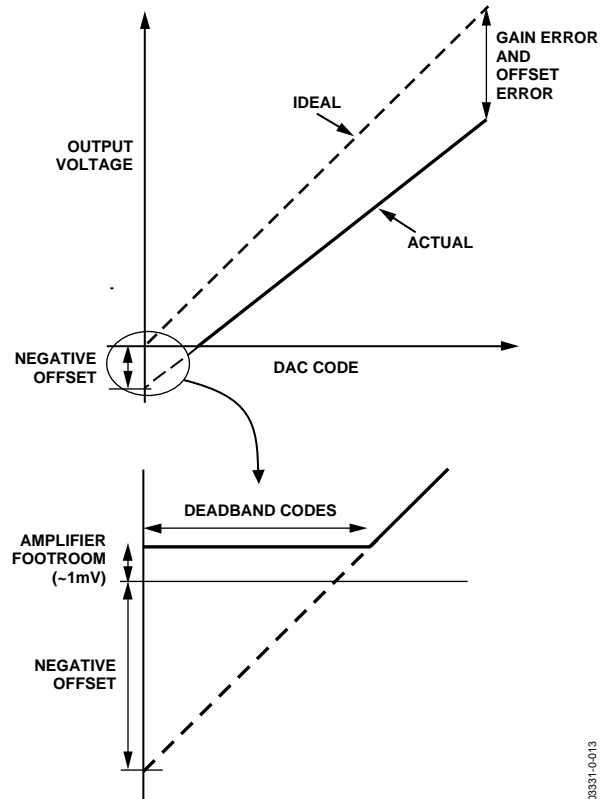 GAIN ERROR
AND
OFFSET
ERROR
IDEAL
OUTPUT
VOLTAGE
ACTUAL
NEGATIVE
OFFSET
DAC CODE
DEADBAND CODES
AMPLIFIER
FOOTROOM
(~1mV)
NEGATIVE
OFFSET
03331-0-013